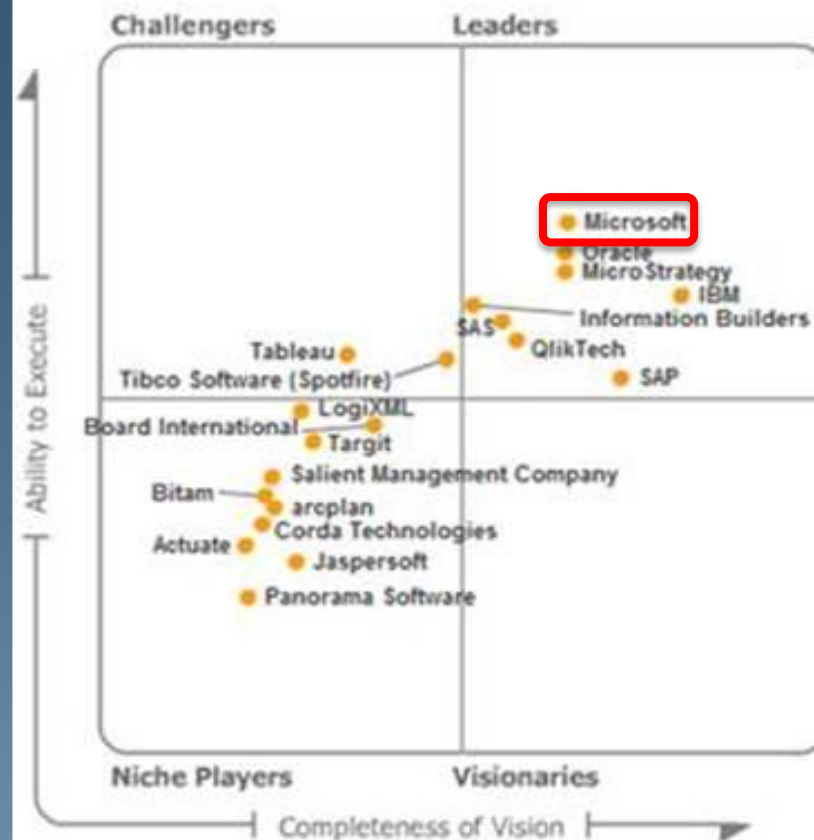 Challengers
Leaders
Microsoft
Oracle
MicroStrategy
IBM
Information Builders
SAS
QlikTech
Tableau
SAP
Tibco Software (Spotfire)
LogiXML
Board International
Targit
Salient Management Company
Bitam
arcplan
Corda Technologies
Actuate
Jaspersoft
Panorama Software
Ability to Execute
Niche Players
Visionaries
Completeness of Vision